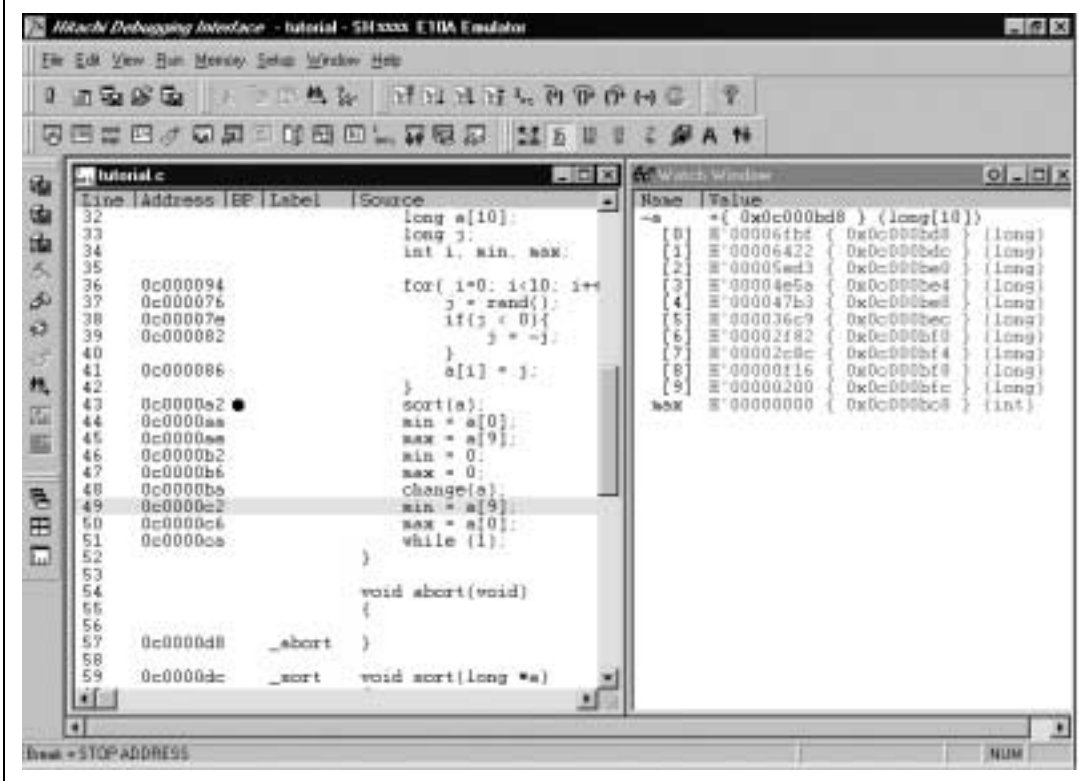 Hitachi Debugging Interface - tutorial - SHxxxx E10A Emulator
File Edit View Run Memory Setup Window Help
tutorial.c
Line Address BP Label Source
32 long a[10];
33 long j;
34 int i, min, max;
35
36 0c000094 for( i=0; i<10; i++
37 0c000076 j = rand();
38 0c00007e if(j < 0){
39 0c000082 j = -j;
40 }
41 0c000086 a[i] = j;
42 }
43 0c0000a2 ● sort(a);
44 0c0000aa min = a[0];
45 0c0000ae max = a[9];
46 0c0000b2 min = 0;
47 0c0000b6 max = 0;
48 0c0000ba change(a);
49 0c0000c2 min = a[9];
50 0c0000c6 max = a[0];
51 0c0000ca while (1);
52 }
53
54 void abort(void)
55 {
56
57 0c0000d8 _abort }
58
59 0c0000dc _sort void sort(long *a)
Watch Window
Name Value
-a ={ 0x0c000bd8 } (long[10])
[0] H'00006fbf { 0x0c000bd8 } (long)
[1] H'00006422 { 0x0c000bdc } (long)
[2] H'00005ed3 { 0x0c000be0 } (long)
[3] H'00004e5a { 0x0c000be4 } (long)
[4] H'000047b3 { 0x0c000be8 } (long)
[5] H'000036c9 { 0x0c000bec } (long)
[6] H'00002f82 { 0x0c000bf0 } (long)
[7] H'00002c8c { 0x0c000bf4 } (long)
[8] H'00000f16 { 0x0c000bf8 } (long)
[9] H'00000200 { 0x0c000bfc } (long)
max H'00000000 { 0x0c000bc8 } (int)
Break = STOP ADDRESS
NUM